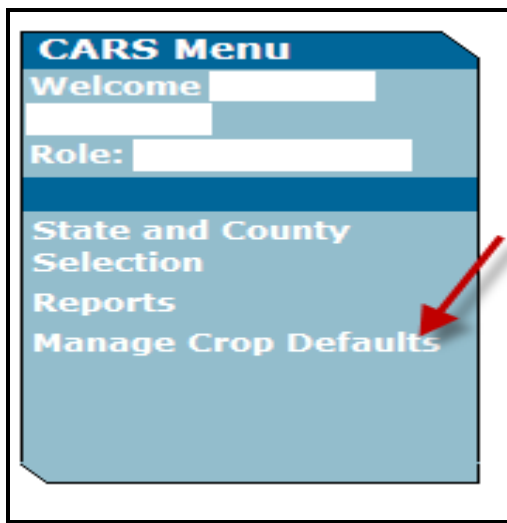 CARS Menu
Welcome
Role:
State and County
Selection
Reports
Manage Crop Defaults